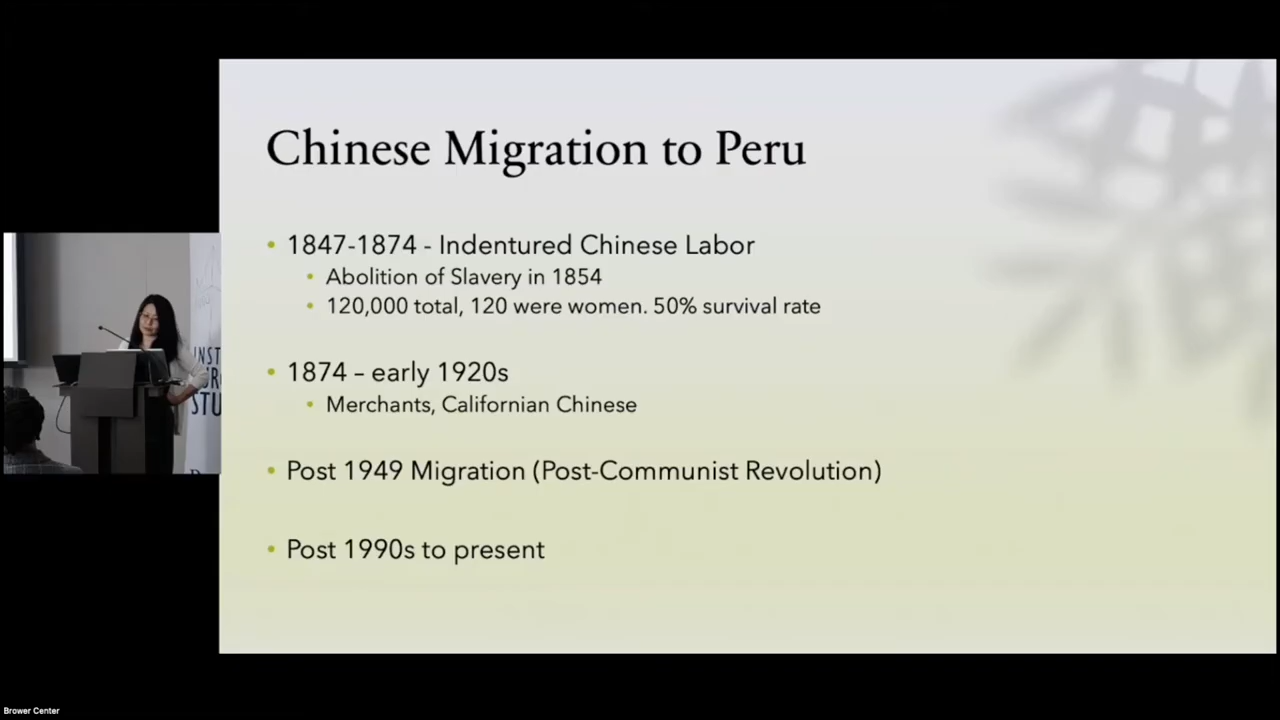 Chinese Migration to Peru
• 1847-1874 - Indentured Chinese Labor
• Abolition of Slavery in 1854
• 120,000 total, 120 were women. 50% survival rate
• 1874 – early 1920s
• Merchants, Californian Chinese
• Post 1949 Migration (Post-Communist Revolution)
• Post 1990s to present
INST
STU
Brower Center